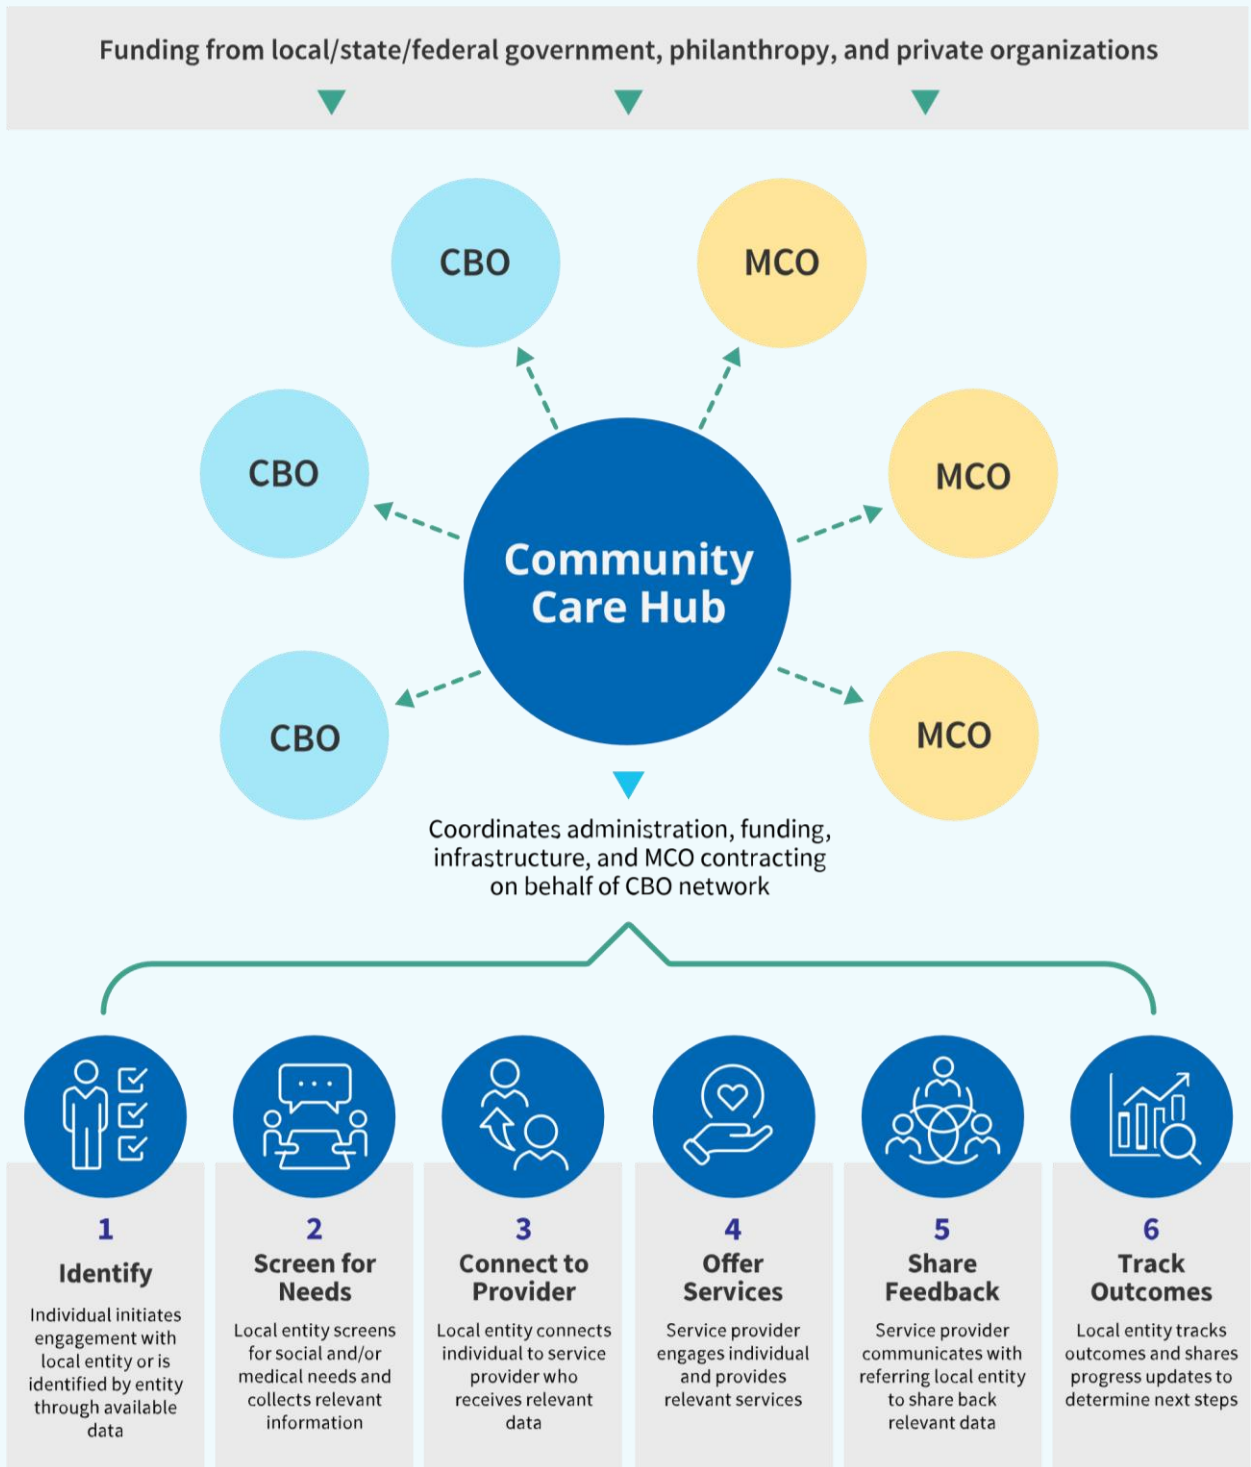 Funding from local/state/federal government, philanthropy, and private organizations
CBO
MCO
CBO
MCO
Community
Care Hub
CBO
MCO
Coordinates administration, funding,
infrastructure, and MCO contracting
on behalf of CBO network
1
Identify
Individual initiates
engagement with
local entity or is
identified by entity
through available
data
2
Screen for
Needs
Local entity screens
for social and/or
medical needs and
collects relevant
information
3
Connect to
Provider
Local entity connects
individual to service
provider who
receives relevant
data
4
Offer
Services
Service provider
engages individual
and provides
relevant services
5
Share
Feedback
Service provider
communicates with
referring local entity
to share back
relevant data
6
Track
Outcomes
Local entity tracks
outcomes and shares
progress updates to
determine next steps